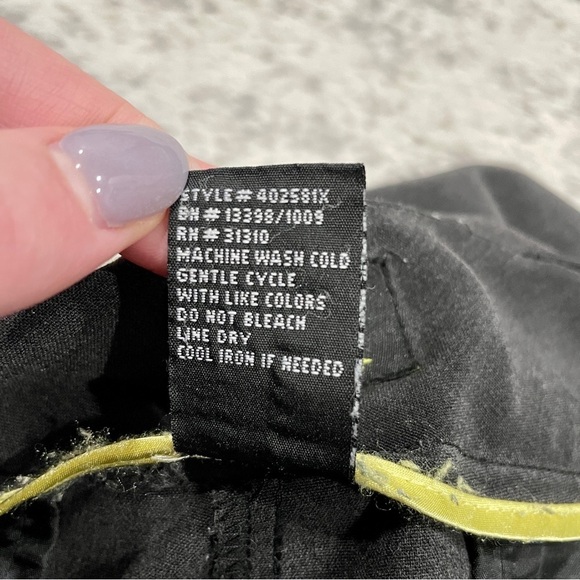 STYLE# 402581X
BN #13398/1009
RN # 31310
MACHINE WASH COLD
GENTLE CYCLE
WITH LIKE COLORS
DO NOT BLEACH
LINE DRY
COOL IRON IF NEEDED